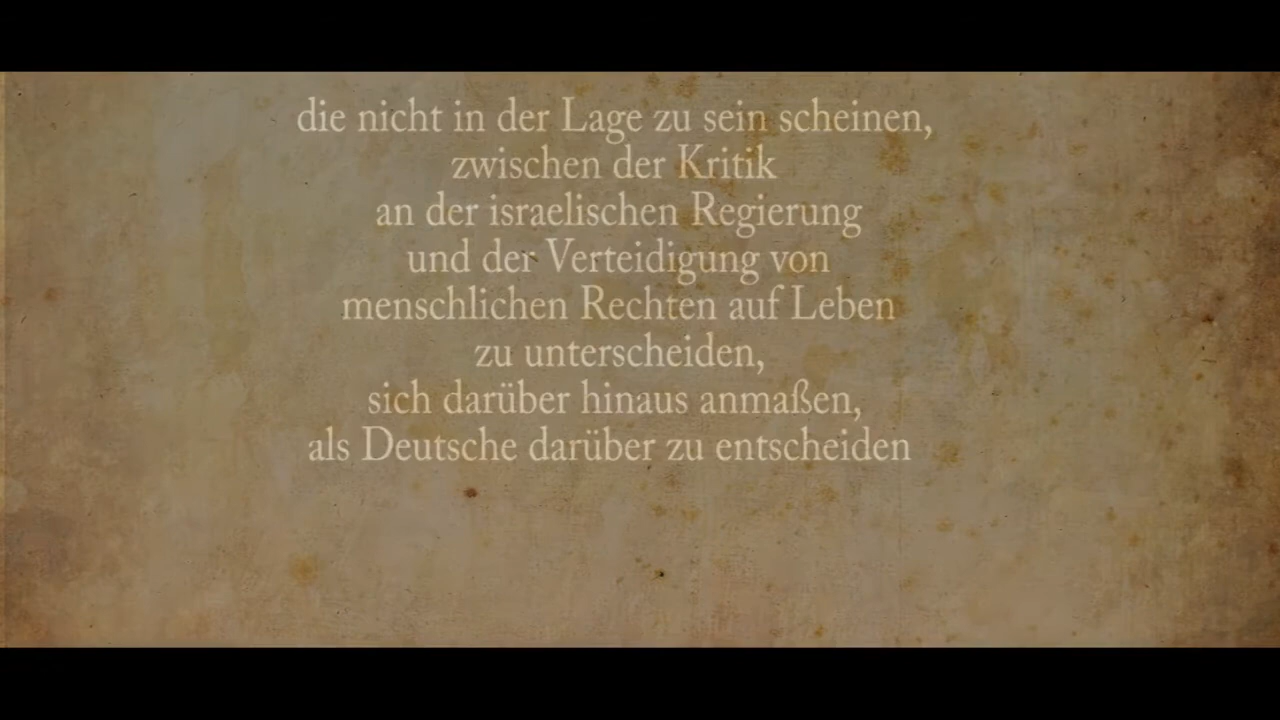 die nicht in der Lage zu sein scheinen,
zwischen der Kritik
an der israelischen Regierung
und der Verteidigung von
menschlichen Rechten auf Leben
zu unterscheiden,
sich darüber hinaus anmaßen,
als Deutsche darüber zu entscheiden